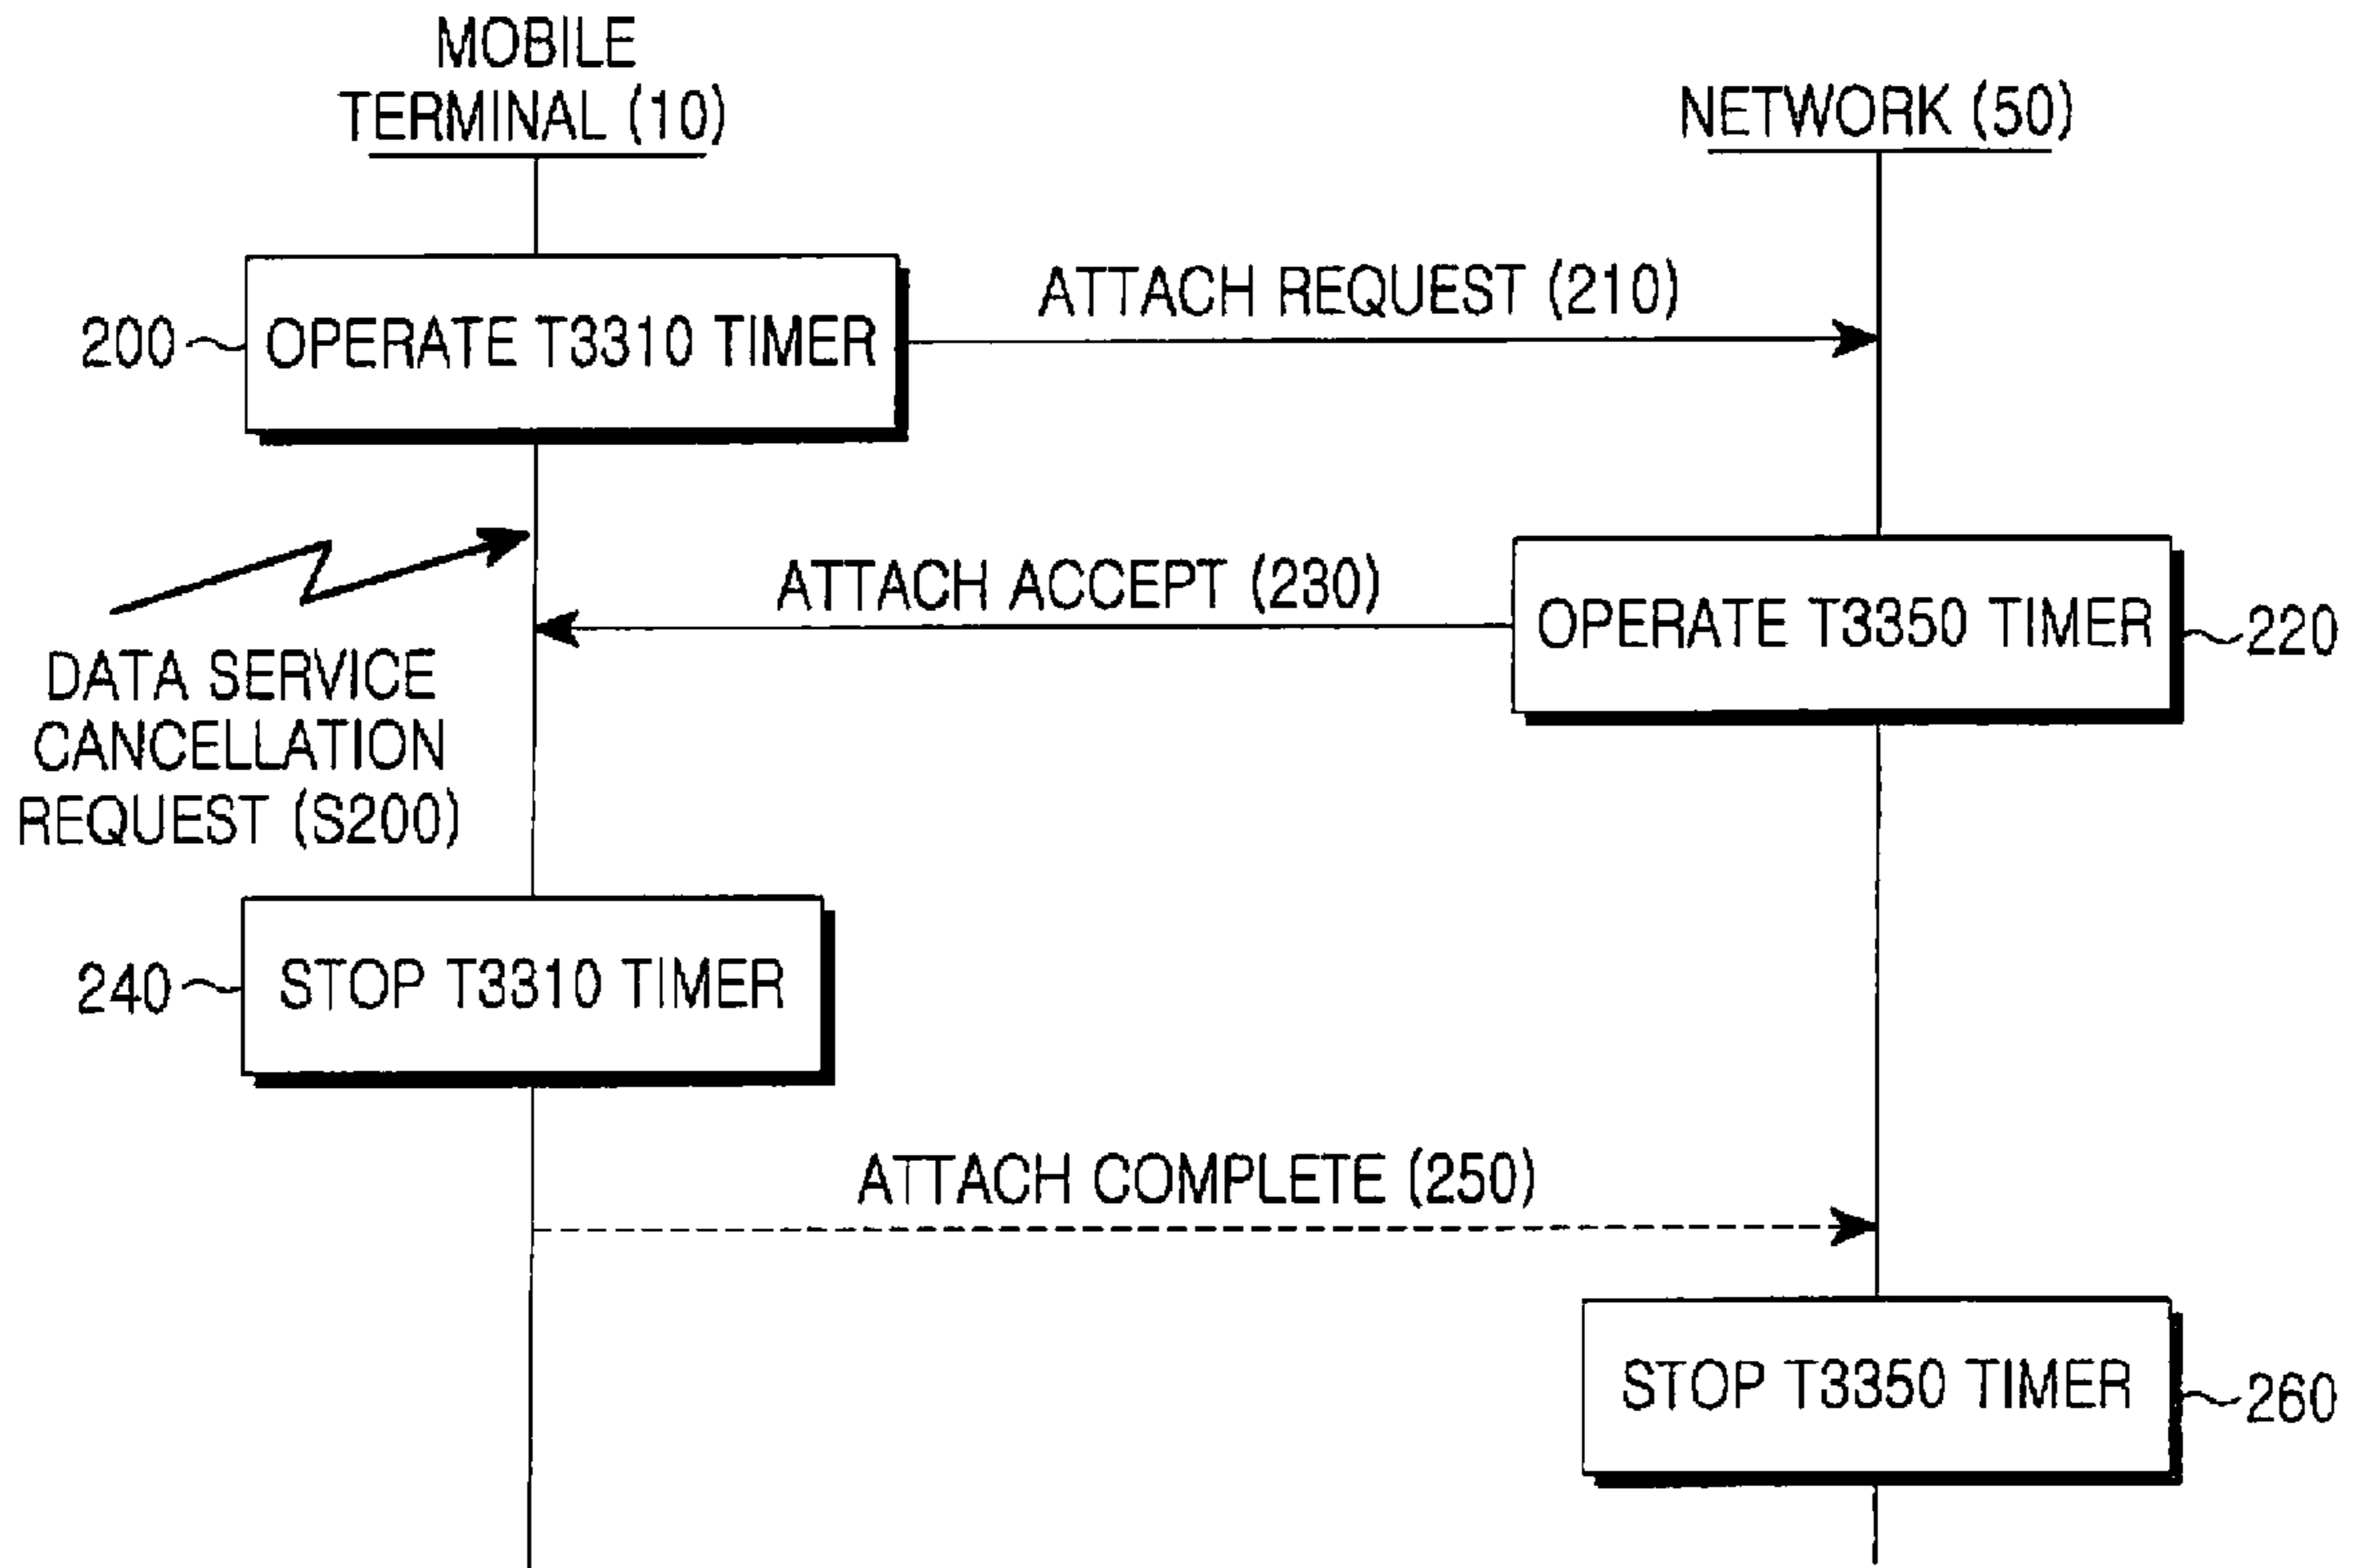 MOBILE
TERMINAL (10)
NETWORK (50)
ATTACH REQUEST (210)
200
OPERATE T3310 TIMER
ATTACH ACCEPT (230)
OPERATE T3350 TIMER
220
DATA SERVICE
CANCELLATION
REQUEST (S200)
240
STOP T3310 TIMER
ATTACH COMPLETE (250)
STOP T3350 TIMER
260